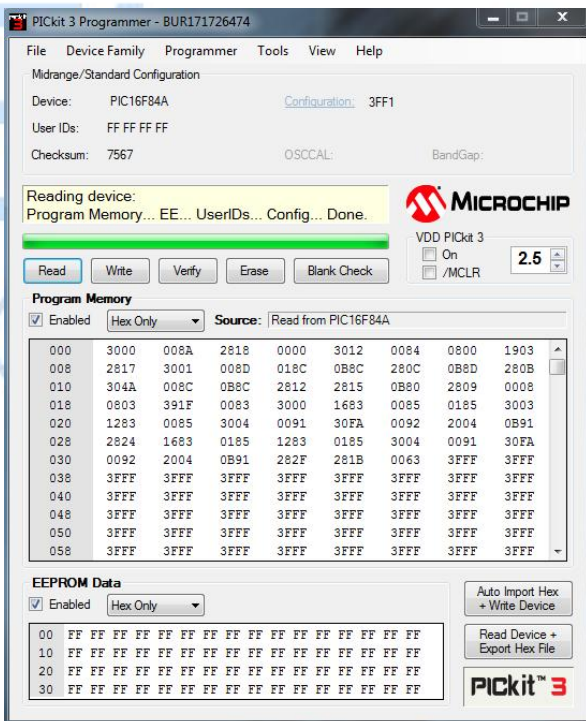 PICkit 3 Programmer - BUR171726474
File Device Family Programmer Tools View Help
Midrange/Standard Configuration
Device: PIC16F84A Configuration: 3FF1
User IDs: FF FF FF FF
Checksum: 7567 OSCCAL: BandGap:
Reading device:
Program Memory... EE... UserIDs... Config... Done.
MICROCHIP
VDD PICkit 3
On
/MCLR
2.5
Read Write Verify Erase Blank Check
Program Memory
Enabled Hex Only Source: Read from PIC16F84A
000 3000 008A 2818 0000 3012 0084 0800 1903
008 2817 3001 008D 018C 0B8C 280C 0B8D 280B
010 304A 008C 0B8C 2812 2815 0B80 2809 0008
018 0803 391F 0083 3000 1683 0085 0185 3003
020 1283 0085 3004 0091 30FA 0092 2004 0B91
028 2824 1683 0185 1283 0185 3004 0091 30FA
030 0092 2004 0B91 282F 281B 0063 3FFF 3FFF
038 3FFF 3FFF 3FFF 3FFF 3FFF 3FFF 3FFF 3FFF
040 3FFF 3FFF 3FFF 3FFF 3FFF 3FFF 3FFF 3FFF
048 3FFF 3FFF 3FFF 3FFF 3FFF 3FFF 3FFF 3FFF
050 3FFF 3FFF 3FFF 3FFF 3FFF 3FFF 3FFF 3FFF
058 3FFF 3FFF 3FFF 3FFF 3FFF 3FFF 3FFF 3FFF
EEPROM Data
Enabled Hex Only
00 FF FF FF FF FF FF FF FF FF FF FF FF FF FF FF FF
10 FF FF FF FF FF FF FF FF FF FF FF FF FF FF FF FF
20 FF FF FF FF FF FF FF FF FF FF FF FF FF FF FF FF
30 FF FF FF FF FF FF FF FF FF FF FF FF FF FF FF FF
Auto Import Hex
+ Write Device
Read Device +
Export Hex File
PICkit™ 3